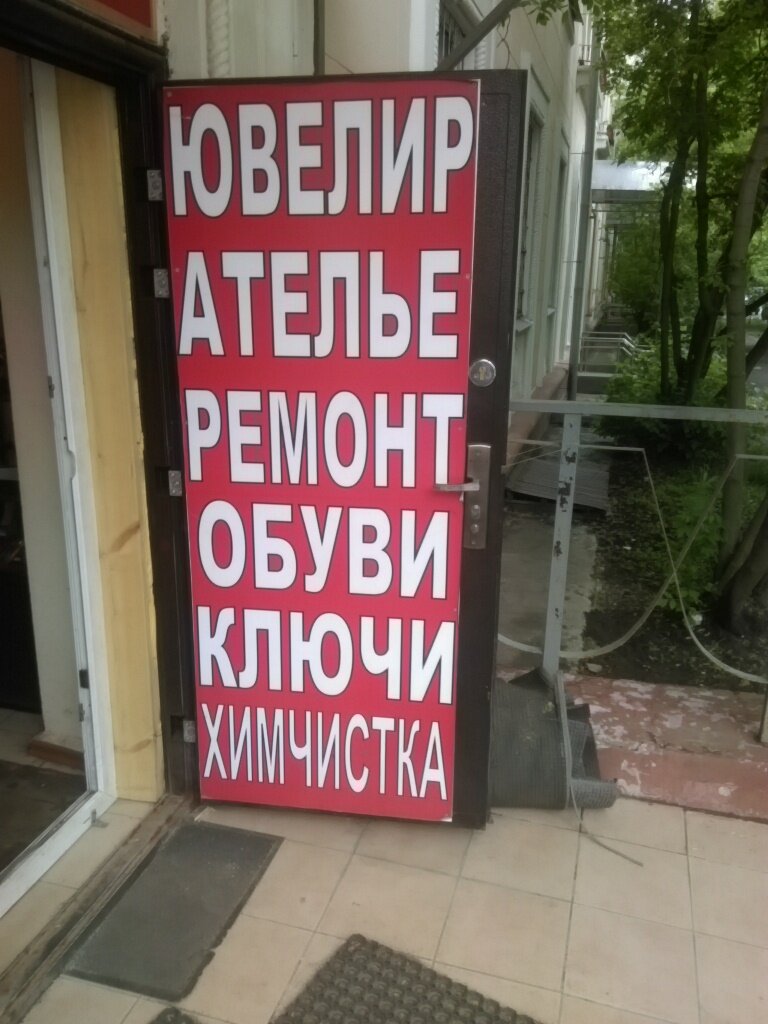 ЮВЕЛИР
АТЕЛЬЕ
РЕМОНТ
ОБУВИ
КЛЮЧИ
ХИМЧИСТКА